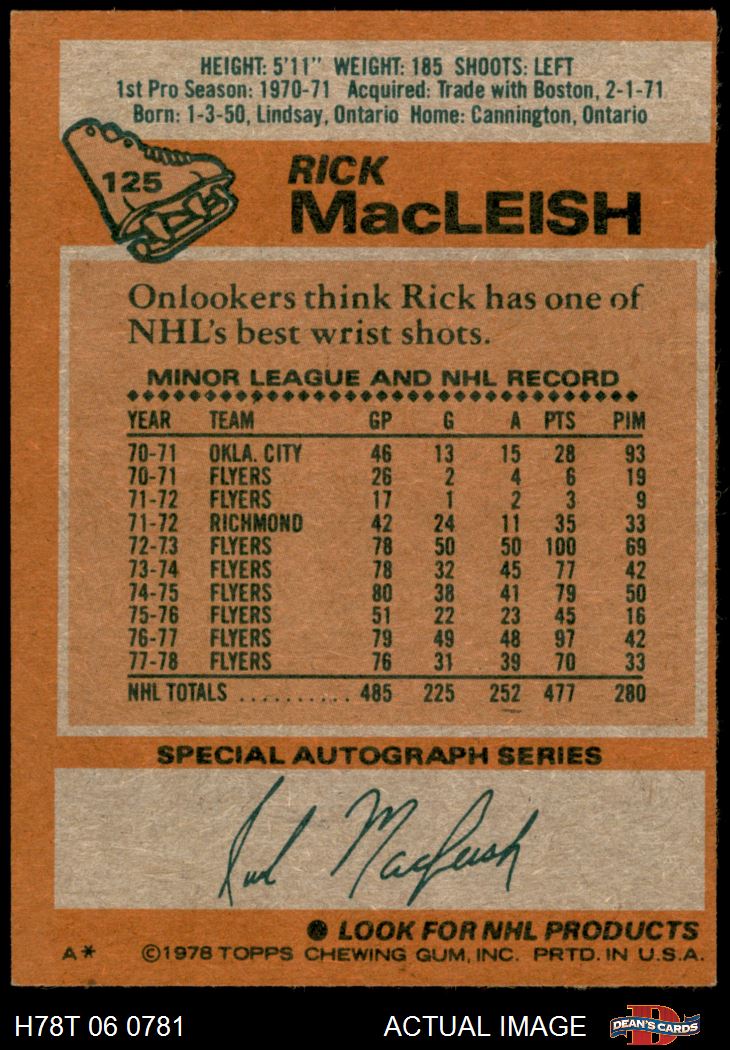 HEIGHT: 5'11" WEIGHT: 185 SHOOTS: LEFT
1st Pro Season: 1970-71 Acquired: Trade with Boston, 2-1-71
Born: 1-3-50, Lindsay, Ontario Home: Cannington, Ontario
125
RICK
MacLEISH
Onlookers think Rick has one of
NHL's best wrist shots.
MINOR LEAGUE AND NHL RECORD
YEAR TEAM GP G A PTS PIM
70-71 OKLA. CITY 46 13 15 28 93
70-71 FLYERS 26 2 4 6 19
71-72 FLYERS 17 1 2 3 9
71-72 RICHMOND 42 24 11 35 33
72-73 FLYERS 78 50 50 100 69
73-74 FLYERS 78 32 45 77 42
74-75 FLYERS 80 38 41 79 50
75-76 FLYERS 51 22 23 45 16
76-77 FLYERS 79 49 48 97 42
77-78 FLYERS 76 31 39 70 33
NHL TOTALS .......... 485 225 252 477 280
SPECIAL AUTOGRAPH SERIES
Rick MacLeish
● LOOK FOR NHL PRODUCTS
A* ©1978 TOPPS CHEWING GUM, INC. PRTD. IN U.S.A.
H78T 06 0781 ACTUAL IMAGE DEAN'S CARDS